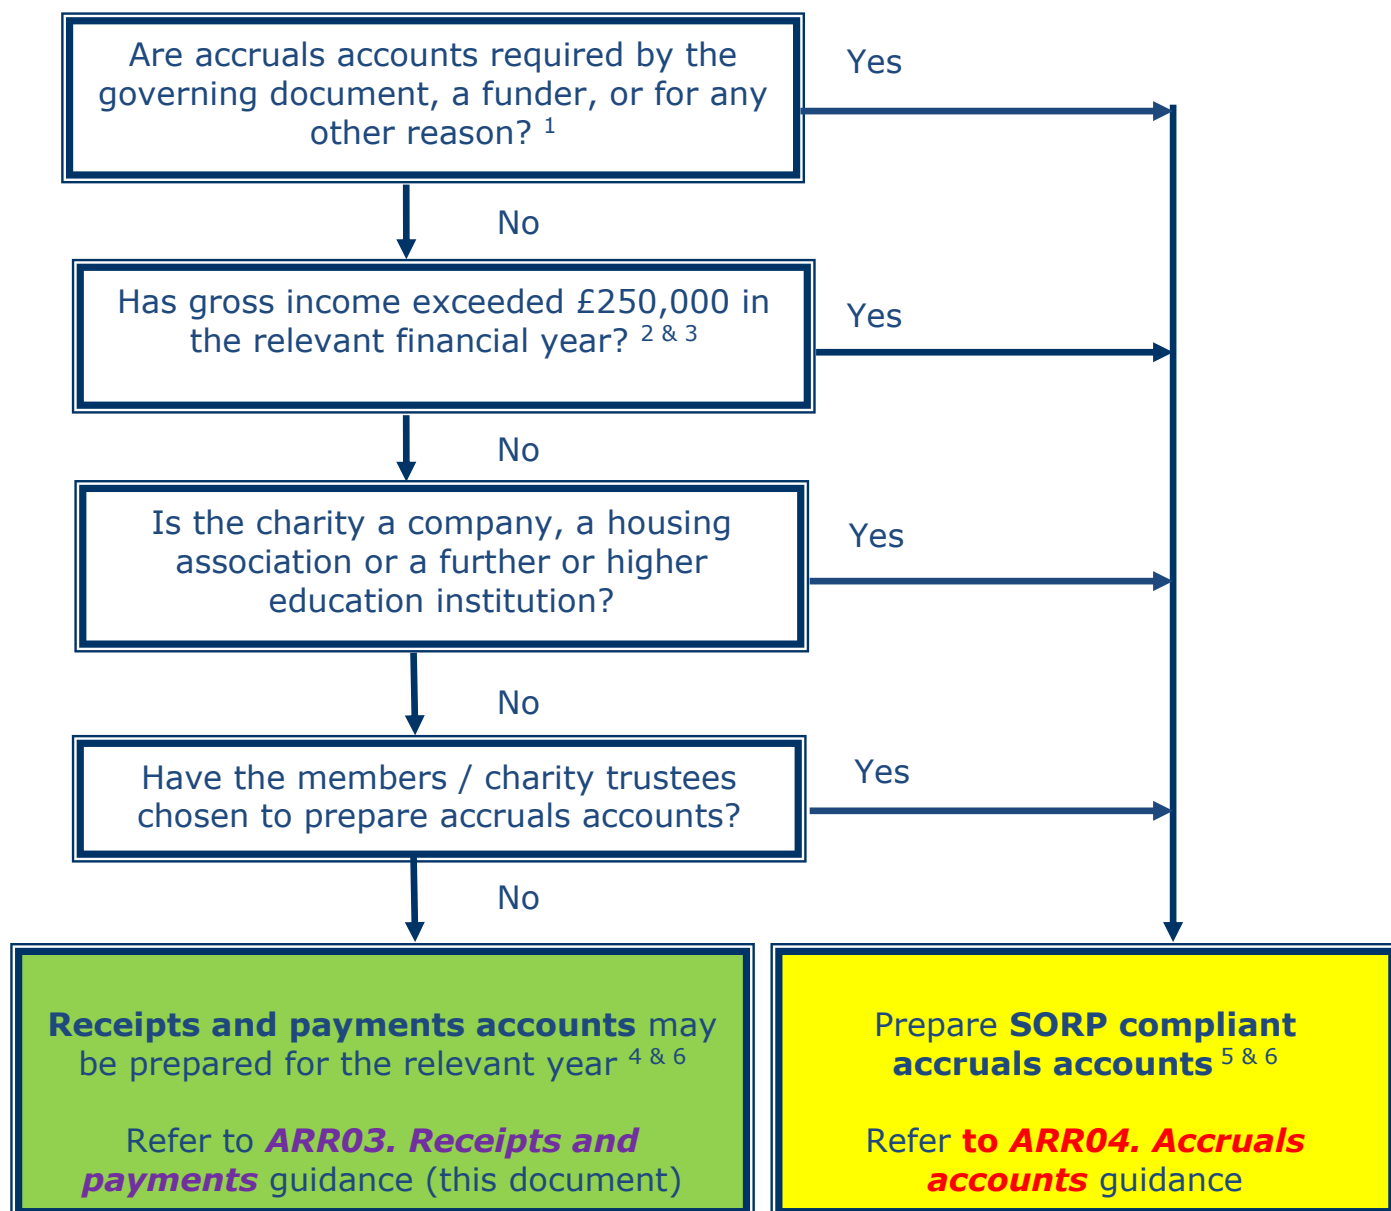 Are accruals accounts required by the
governing document, a funder, or for any
other reason? 1
Yes
No
Has gross income exceeded £250,000 in
the relevant financial year? 2 & 3
Yes
No
Is the charity a company, a housing
association or a further or higher
education institution?
Yes
No
Have the members / charity trustees
chosen to prepare accruals accounts?
Yes
No
Receipts and payments accounts may
be prepared for the relevant year 4 & 6
Refer to ARR03. Receipts and
payments guidance (this document)
Prepare SORP compliant
accruals accounts 5 & 6
Refer to ARR04. Accruals
accounts guidance